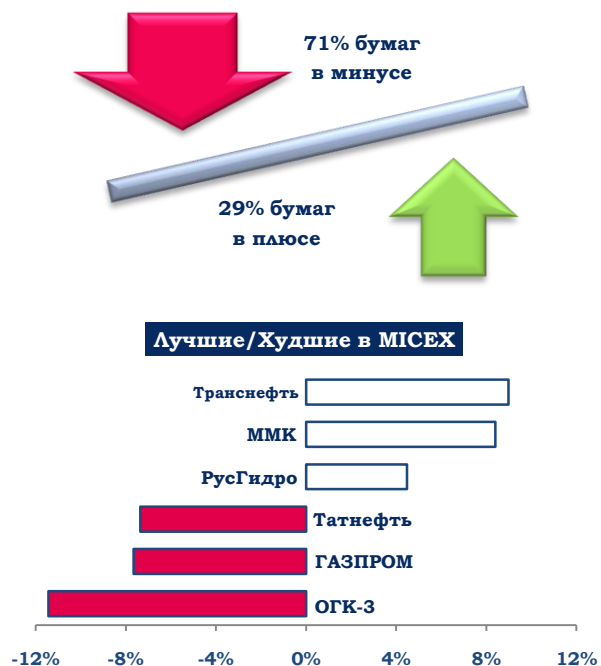 71% бумаг
в минусе
29% бумаг
в плюсе
Лучшие/Худшие в MICEX
Транснефть
ММК
РусГидро
Татнефть
ГАЗПРОМ
ОГК-3
-12% -8% -4% 0% 4% 8% 12%